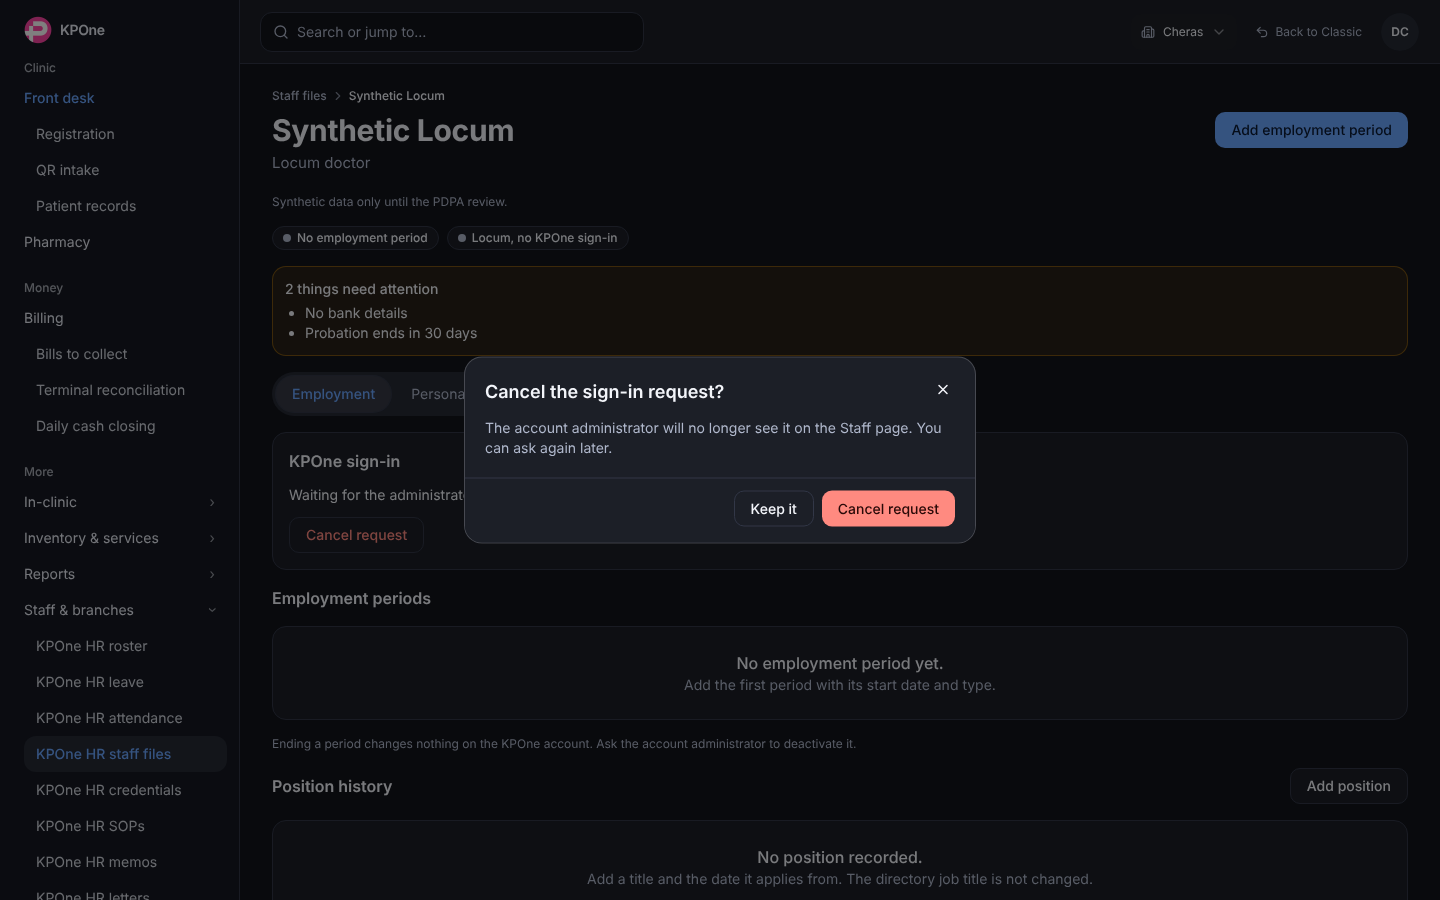 KPOne
Search or jump to...
Cheras
Back to Classic
DC
Clinic
Front desk
Registration
QR intake
Patient records
Pharmacy
Money
Billing
Bills to collect
Terminal reconciliation
Daily cash closing
More
In-clinic
Inventory & services
Reports
Staff & branches
KPOne HR roster
KPOne HR leave
KPOne HR attendance
KPOne HR staff files
KPOne HR credentials
KPOne HR SOPs
KPOne HR memos
KPOne HR letters
Staff files > Synthetic Locum
Synthetic Locum
Add employment period
Locum doctor
Synthetic data only until the PDPA review.
No employment period
Locum, no KPOne sign-in
2 things need attention
• No bank details
• Probation ends in 30 days
Employment
Persona
KPOne sign-in
Waiting for the administrat
Cancel request
Cancel the sign-in request?
The account administrator will no longer see it on the Staff page. You
can ask again later.
Keep it
Cancel request
Employment periods
No employment period yet.
Add the first period with its start date and type.
Ending a period changes nothing on the KPOne account. Ask the account administrator to deactivate it.
Position history
Add position
No position recorded.
Add a title and the date it applies from. The directory job title is not changed.